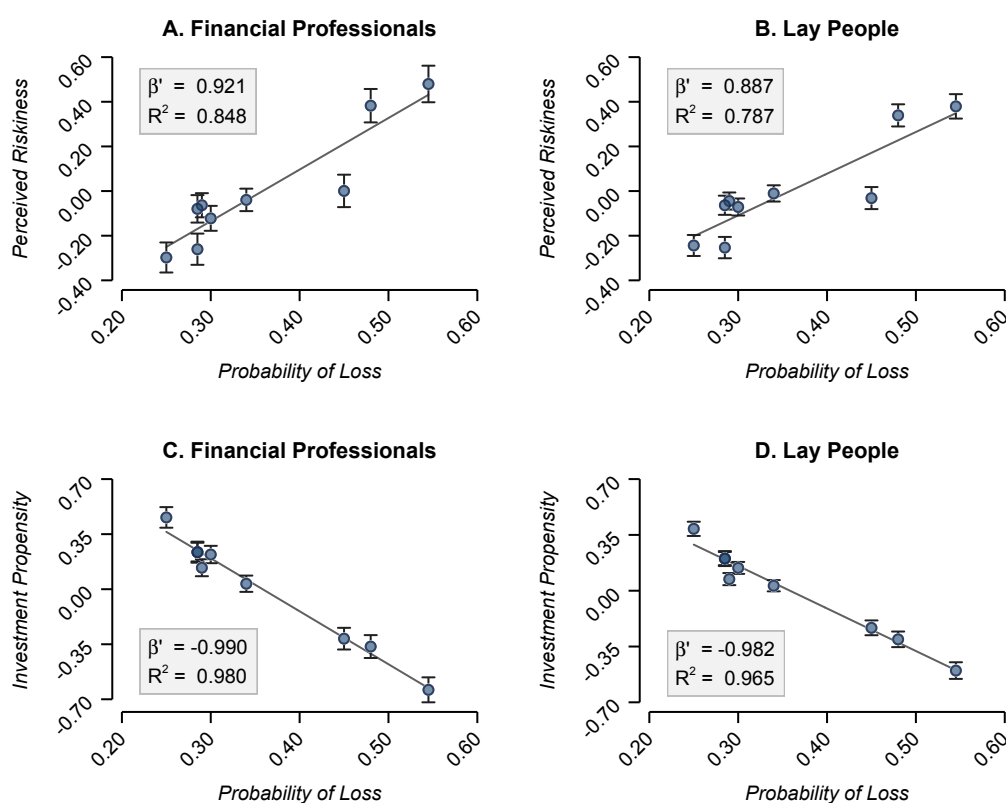 A. Financial Professionals
Perceived Riskiness
0.60
0.40
0.20
0.00
-0.20
-0.40
β' = 0.921
R² = 0.848
0.20
0.30
0.40
0.50
0.60
Probability of Loss
B. Lay People
Perceived Riskiness
0.60
0.40
0.20
0.00
-0.20
-0.40
β' = 0.887
R² = 0.787
0.20
0.30
0.40
0.50
0.60
Probability of Loss
C. Financial Professionals
Investment Propensity
0.70
0.35
0.00
-0.35
-0.70
β' = -0.990
R² = 0.980
0.20
0.30
0.40
0.50
0.60
Probability of Loss
D. Lay People
Investment Propensity
0.70
0.35
0.00
-0.35
-0.70
β' = -0.982
R² = 0.965
0.20
0.30
0.40
0.50
0.60
Probability of Loss